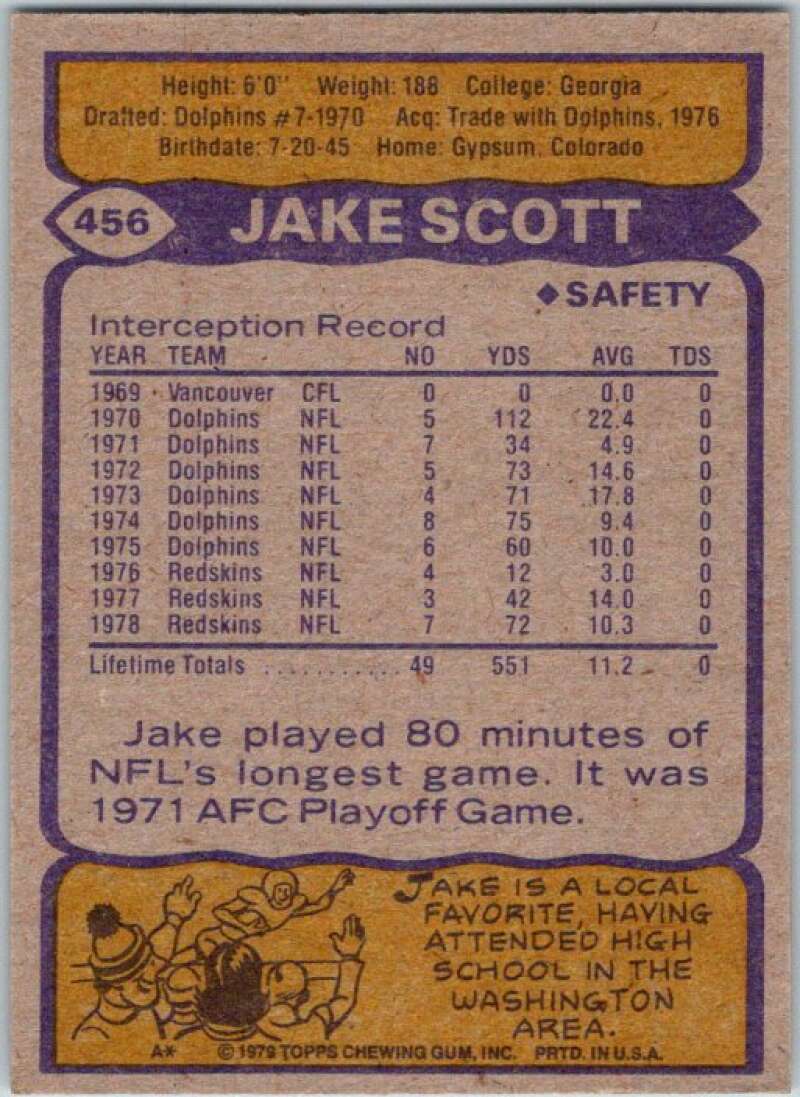 Height: 6'0" Weight: 188 College: Georgia
Drafted: Dolphins #7-1970 Acq: Trade with Dolphins, 1976
Birthdate: 7-20-45 Home: Gypsum, Colorado
456 JAKE SCOTT
◆ SAFETY
Interception Record
YEAR TEAM NO YDS AVG TDS
1969 Vancouver CFL 0 0 0.0 0
1970 Dolphins NFL 5 112 22.4 0
1971 Dolphins NFL 7 34 4.9 0
1972 Dolphins NFL 5 73 14.6 0
1973 Dolphins NFL 4 71 17.8 0
1974 Dolphins NFL 8 75 9.4 0
1975 Dolphins NFL 6 60 10.0 0
1976 Redskins NFL 4 12 3.0 0
1977 Redskins NFL 3 42 14.0 0
1978 Redskins NFL 7 72 10.3 0
Lifetime Totals ........... 49 551 11.2 0
Jake played 80 minutes of
NFL's longest game. It was
1971 AFC Playoff Game.
JAKE IS A LOCAL
FAVORITE, HAVING
ATTENDED HIGH
SCHOOL IN THE
WASHINGTON
AREA.
A* © 1979 TOPPS CHEWING GUM, INC. PRTD. IN U.S.A.